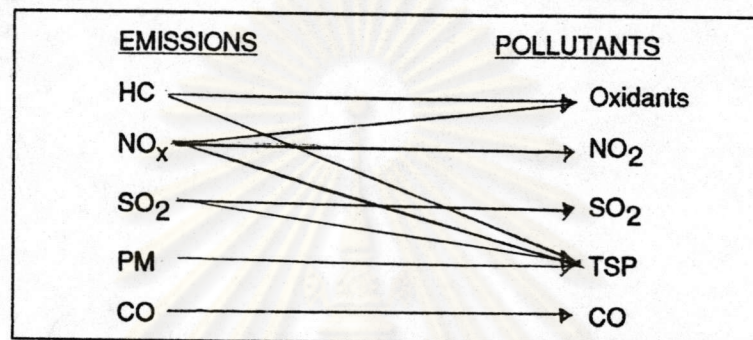 EMISSIONS POLLUTANTS
HC Oxidants
NOx NO2
SO2 SO2
PM TSP
CO CO